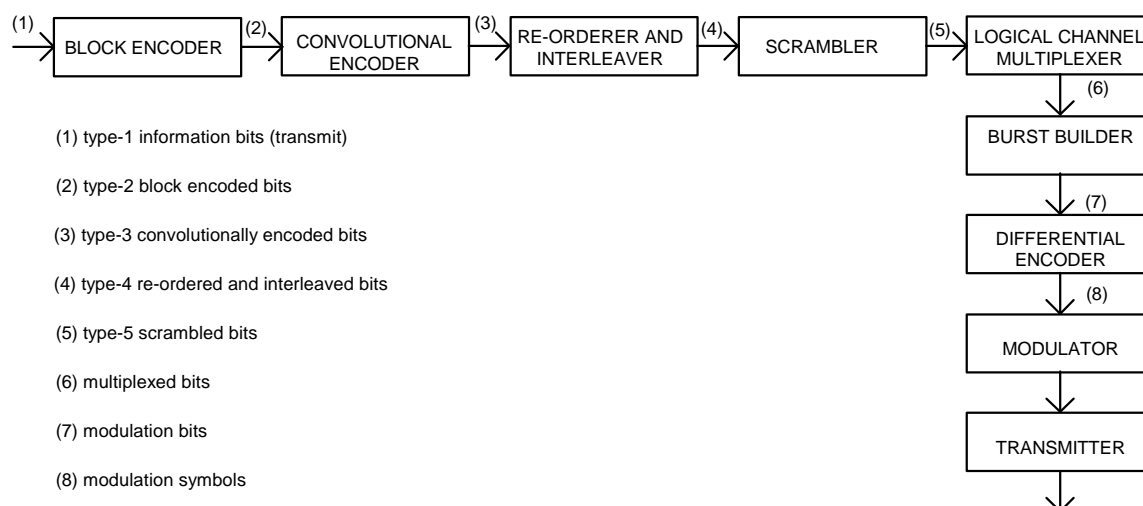 (1)
BLOCK ENCODER
(2)
CONVOLUTIONAL
ENCODER
(3)
RE-ORDERER AND
INTERLEAVER
(4)
SCRAMBLER
(5)
LOGICAL CHANNEL
MULTIPLEXER
(6)
BURST BUILDER
(7)
DIFFERENTIAL
ENCODER
(8)
MODULATOR
TRANSMITTER
(1) type-1 information bits (transmit)
(2) type-2 block encoded bits
(3) type-3 convolutionally encoded bits
(4) type-4 re-ordered and interleaved bits
(5) type-5 scrambled bits
(6) multiplexed bits
(7) modulation bits
(8) modulation symbols